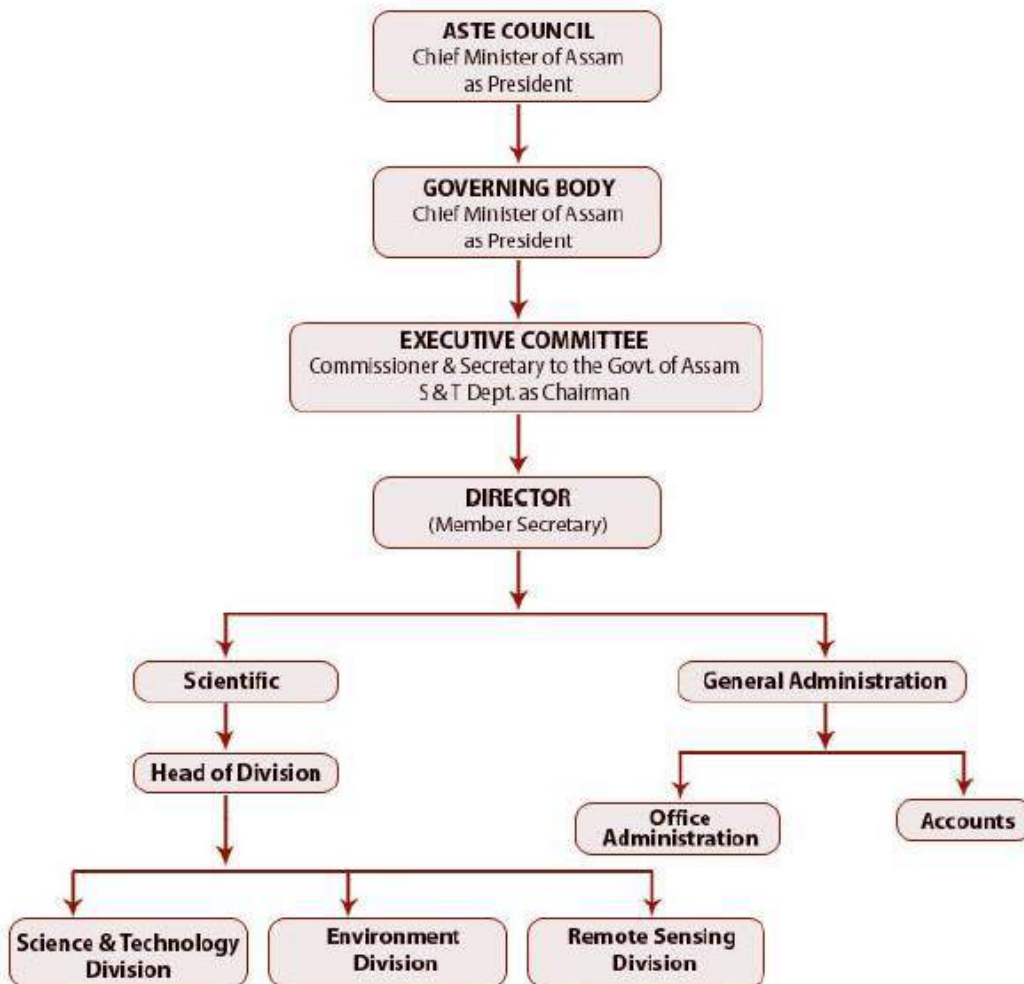 ASTE COUNCIL
Chief Minister of Assam
as President
GOVERNING BODY
Chief Minister of Assam
as President
EXECUTIVE COMMITTEE
Commissioner & Secretary to the Govt. of Assam
S & T Dept. as Chairman
DIRECTOR
(Member Secretary)
Scientific
General Administration
Head of Division
Office
Administration
Accounts
Science & Technology
Division
Environment
Division
Remote Sensing
Division